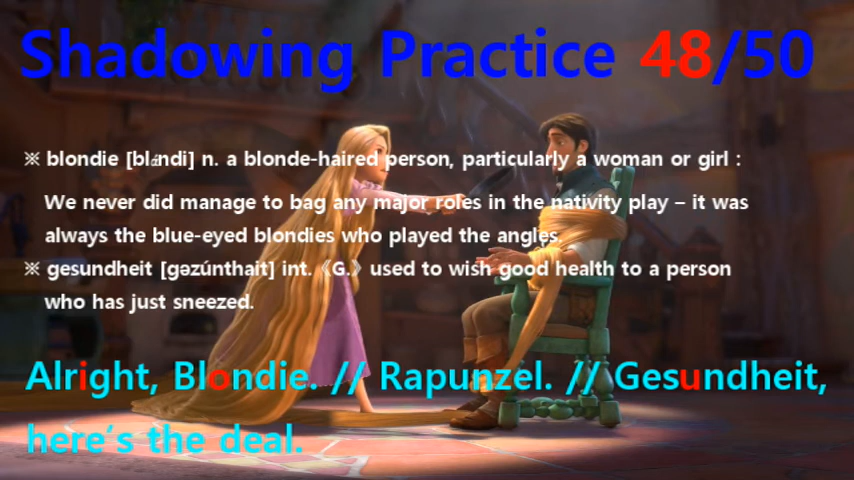 Shadowing Practice 48/50
※ blondie [blɑ́ndi] n. a blonde-haired person, particularly a woman or girl :
We never did manage to bag any major roles in the nativity play – it was
always the blue-eyed blondies who played the angles.
※ gesundheit [gəzúnthait] int. 《G.》 used to wish good health to a person
who has just sneezed.
Alright, Blondie. // Rapunzel. // Gesundheit,
here's the deal.